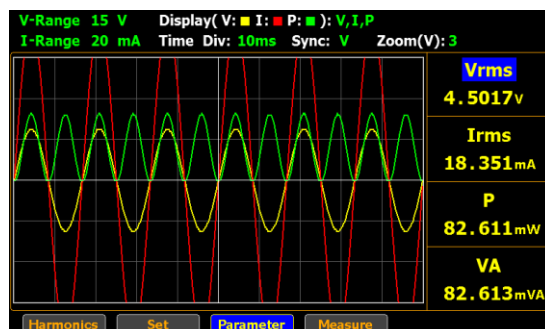 V-Range 15 V Display( V: I: P: ): V,I,P
I-Range 20 mA Time Div: 10ms Sync: V Zoom(V): 3
Vrms
4.5017V
Irms
18.351mA
P
82.611mW
VA
82.613mVA
Harmonics Set Parameter Measure